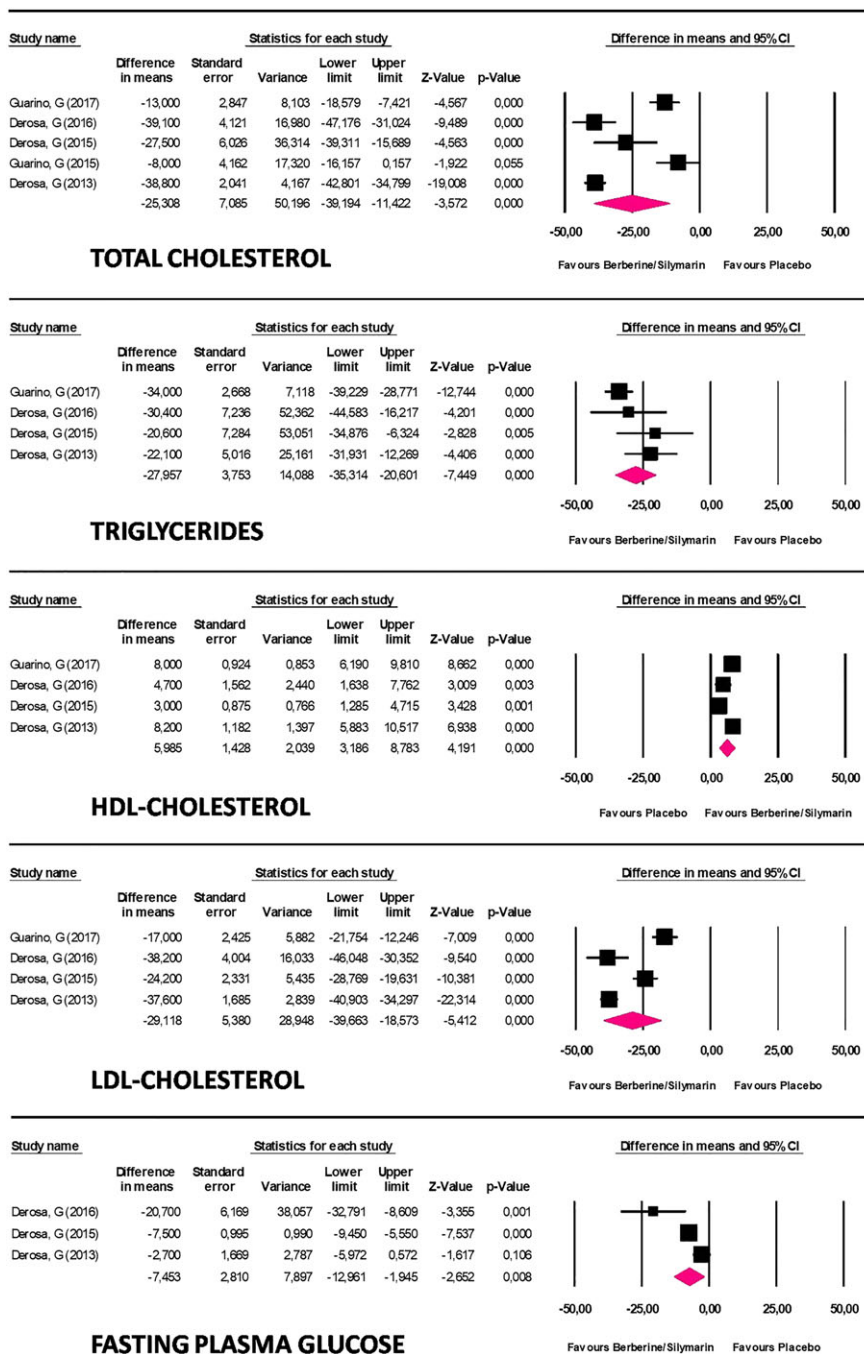 Study name Statistics for each study Difference in means and 95% CI
Difference in means Standard error Variance Lower limit Upper limit Z-Value p-Value
Guarino, G (2017) -13,000 2,847 8,103 -18,579 -7,421 -4,567 0,000
Derosa, G (2016) -39,100 4,121 16,980 -47,176 -31,024 -9,489 0,000
Derosa, G (2015) -27,500 6,026 36,314 -39,311 -15,689 -4,563 0,000
Guarino, G (2015) -8,000 4,162 17,320 -16,157 0,157 -1,922 0,055
Derosa, G (2013) -38,800 2,041 4,167 -42,801 -34,799 -19,008 0,000
-25,308 7,085 50,196 -39,194 -11,422 -3,572 0,000
-50,00 -25,00 0,00 25,00 50,00
TOTAL CHOLESTEROL
Favours Berberine/Silymarin Favours Placebo
Study name Statistics for each study Difference in means and 95% CI
Difference in means Standard error Variance Lower limit Upper limit Z-Value p-Value
Guarino, G (2017) -34,000 2,668 7,118 -39,229 -28,771 -12,744 0,000
Derosa, G (2016) -30,400 7,236 52,362 -44,583 -16,217 -4,201 0,000
Derosa, G (2015) -20,600 7,284 53,051 -34,876 -6,324 -2,828 0,005
Derosa, G (2013) -22,100 5,016 25,161 -31,931 -12,269 -4,406 0,000
-27,957 3,753 14,088 -35,314 -20,601 -7,449 0,000
-50,00 -25,00 0,00 25,00 50,00
TRIGLYCERIDES
Favours Berberine/Silymarin Favours Placebo
Study name Statistics for each study Difference in means and 95% CI
Difference in means Standard error Variance Lower limit Upper limit Z-Value p-Value
Guarino, G (2017) 8,000 0,924 0,853 6,190 9,810 8,662 0,000
Derosa, G (2016) 4,700 1,562 2,440 1,638 7,762 3,009 0,003
Derosa, G (2015) 3,000 0,875 0,766 1,285 4,715 3,428 0,001
Derosa, G (2013) 8,200 1,182 1,397 5,883 10,517 6,938 0,000
5,985 1,428 2,039 3,186 8,783 4,191 0,000
-50,00 -25,00 0,00 25,00 50,00
HDL-CHOLESTEROL
Favours Placebo Favours Berberine/Silymarin
Study name Statistics for each study Difference in means and 95% CI
Difference in means Standard error Variance Lower limit Upper limit Z-Value p-Value
Guarino, G (2017) -17,000 2,425 5,882 -21,754 -12,246 -7,009 0,000
Derosa, G (2016) -38,200 4,004 16,033 -46,048 -30,352 -9,540 0,000
Derosa, G (2015) -24,200 2,331 5,435 -28,769 -19,631 -10,381 0,000
Derosa, G (2013) -37,600 1,685 2,839 -40,903 -34,297 -22,314 0,000
-29,118 5,380 28,948 -39,663 -18,573 -5,412 0,000
-50,00 -25,00 0,00 25,00 50,00
LDL-CHOLESTEROL
Favours Berberine/Silymarin Favours Placebo
Study name Statistics for each study Difference in means and 95% CI
Difference in means Standard error Variance Lower limit Upper limit Z-Value p-Value
Derosa, G (2016) -20,700 6,169 38,057 -32,791 -8,609 -3,355 0,001
Derosa, G (2015) -7,500 0,995 0,990 -9,450 -5,550 -7,537 0,000
Derosa, G (2013) -2,700 1,669 2,787 -5,972 0,572 -1,617 0,106
-7,453 2,810 7,897 -12,961 -1,945 -2,652 0,008
-50,00 -25,00 0,00 25,00 50,00
FASTING PLASMA GLUCOSE
Favours Berberine/Silymarin Favours Placebo